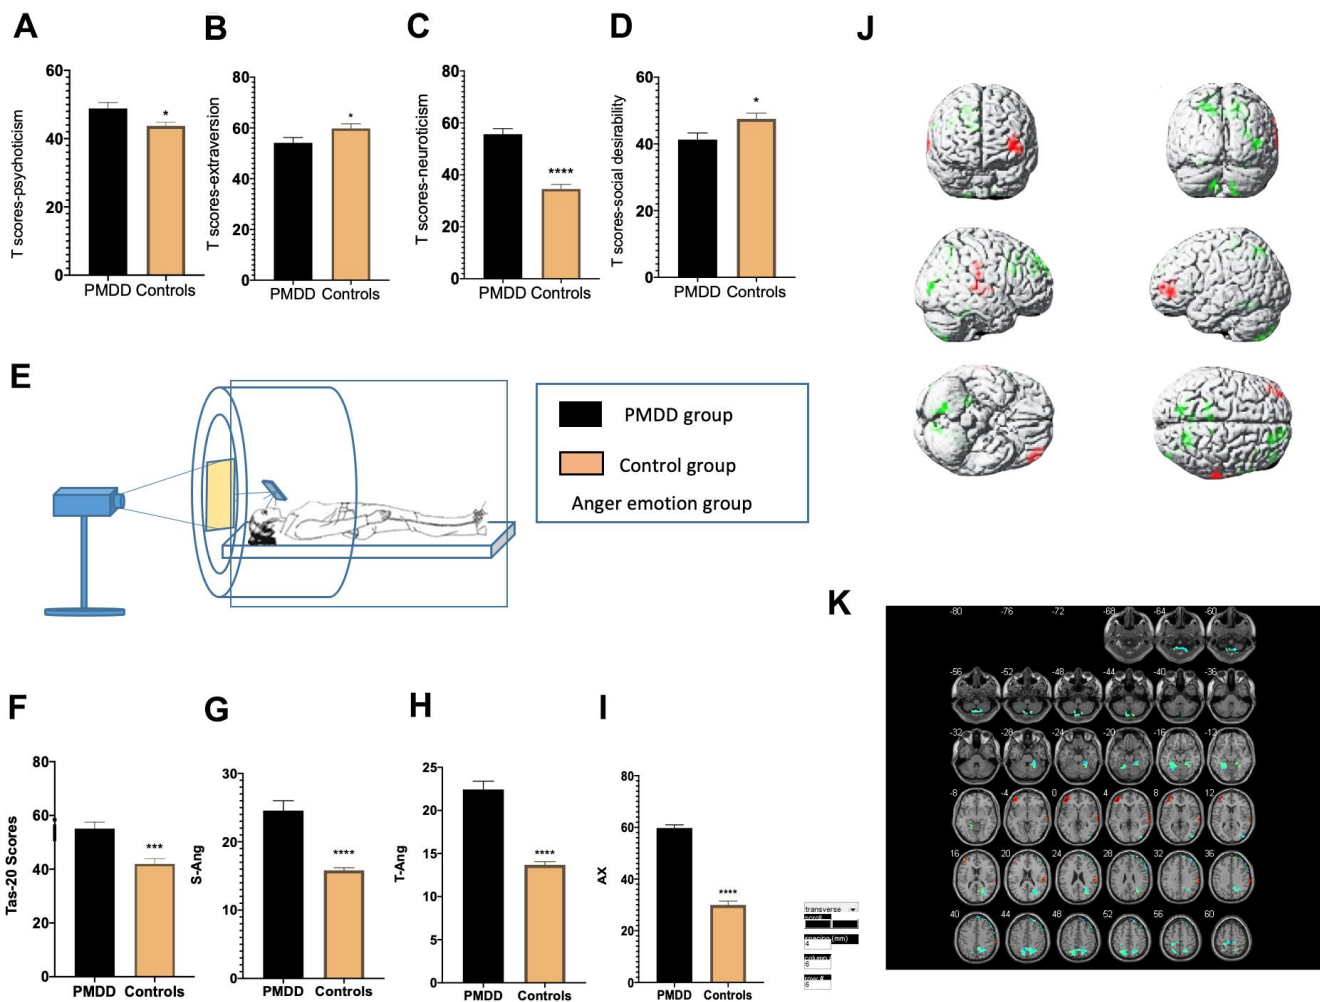 A
B
C
D
J
T scores-psychoticism
60
40
20
0
*
PMDD Controls
T scores-extraversion
80
60
40
20
0
*
PMDD Controls
T scores-neuroticism
80
60
40
20
0
****
PMDD Controls
T scores-social desirability
60
40
20
0
*
PMDD Controls
E
PMDD group
Control group
Anger emotion group
K
-80 -76 -72 -68 -64 -60
-56 -52 -48 -44 -40 -36
-32 -28 -24 -20 -16 -12
-8 -4 0 4 8 12
16 20 24 28 32 36
40 44 48 52 56 60
F
G
H
I
Tas-20 Scores
80
60
40
20
0
***
PMDD Controls
S-Ang
30
20
10
0
****
PMDD Controls
T-Ang
25
20
15
10
5
0
****
PMDD Controls
AX
80
60
40
20
0
****
PMDD Controls
transverse
(mm)
4
6
6